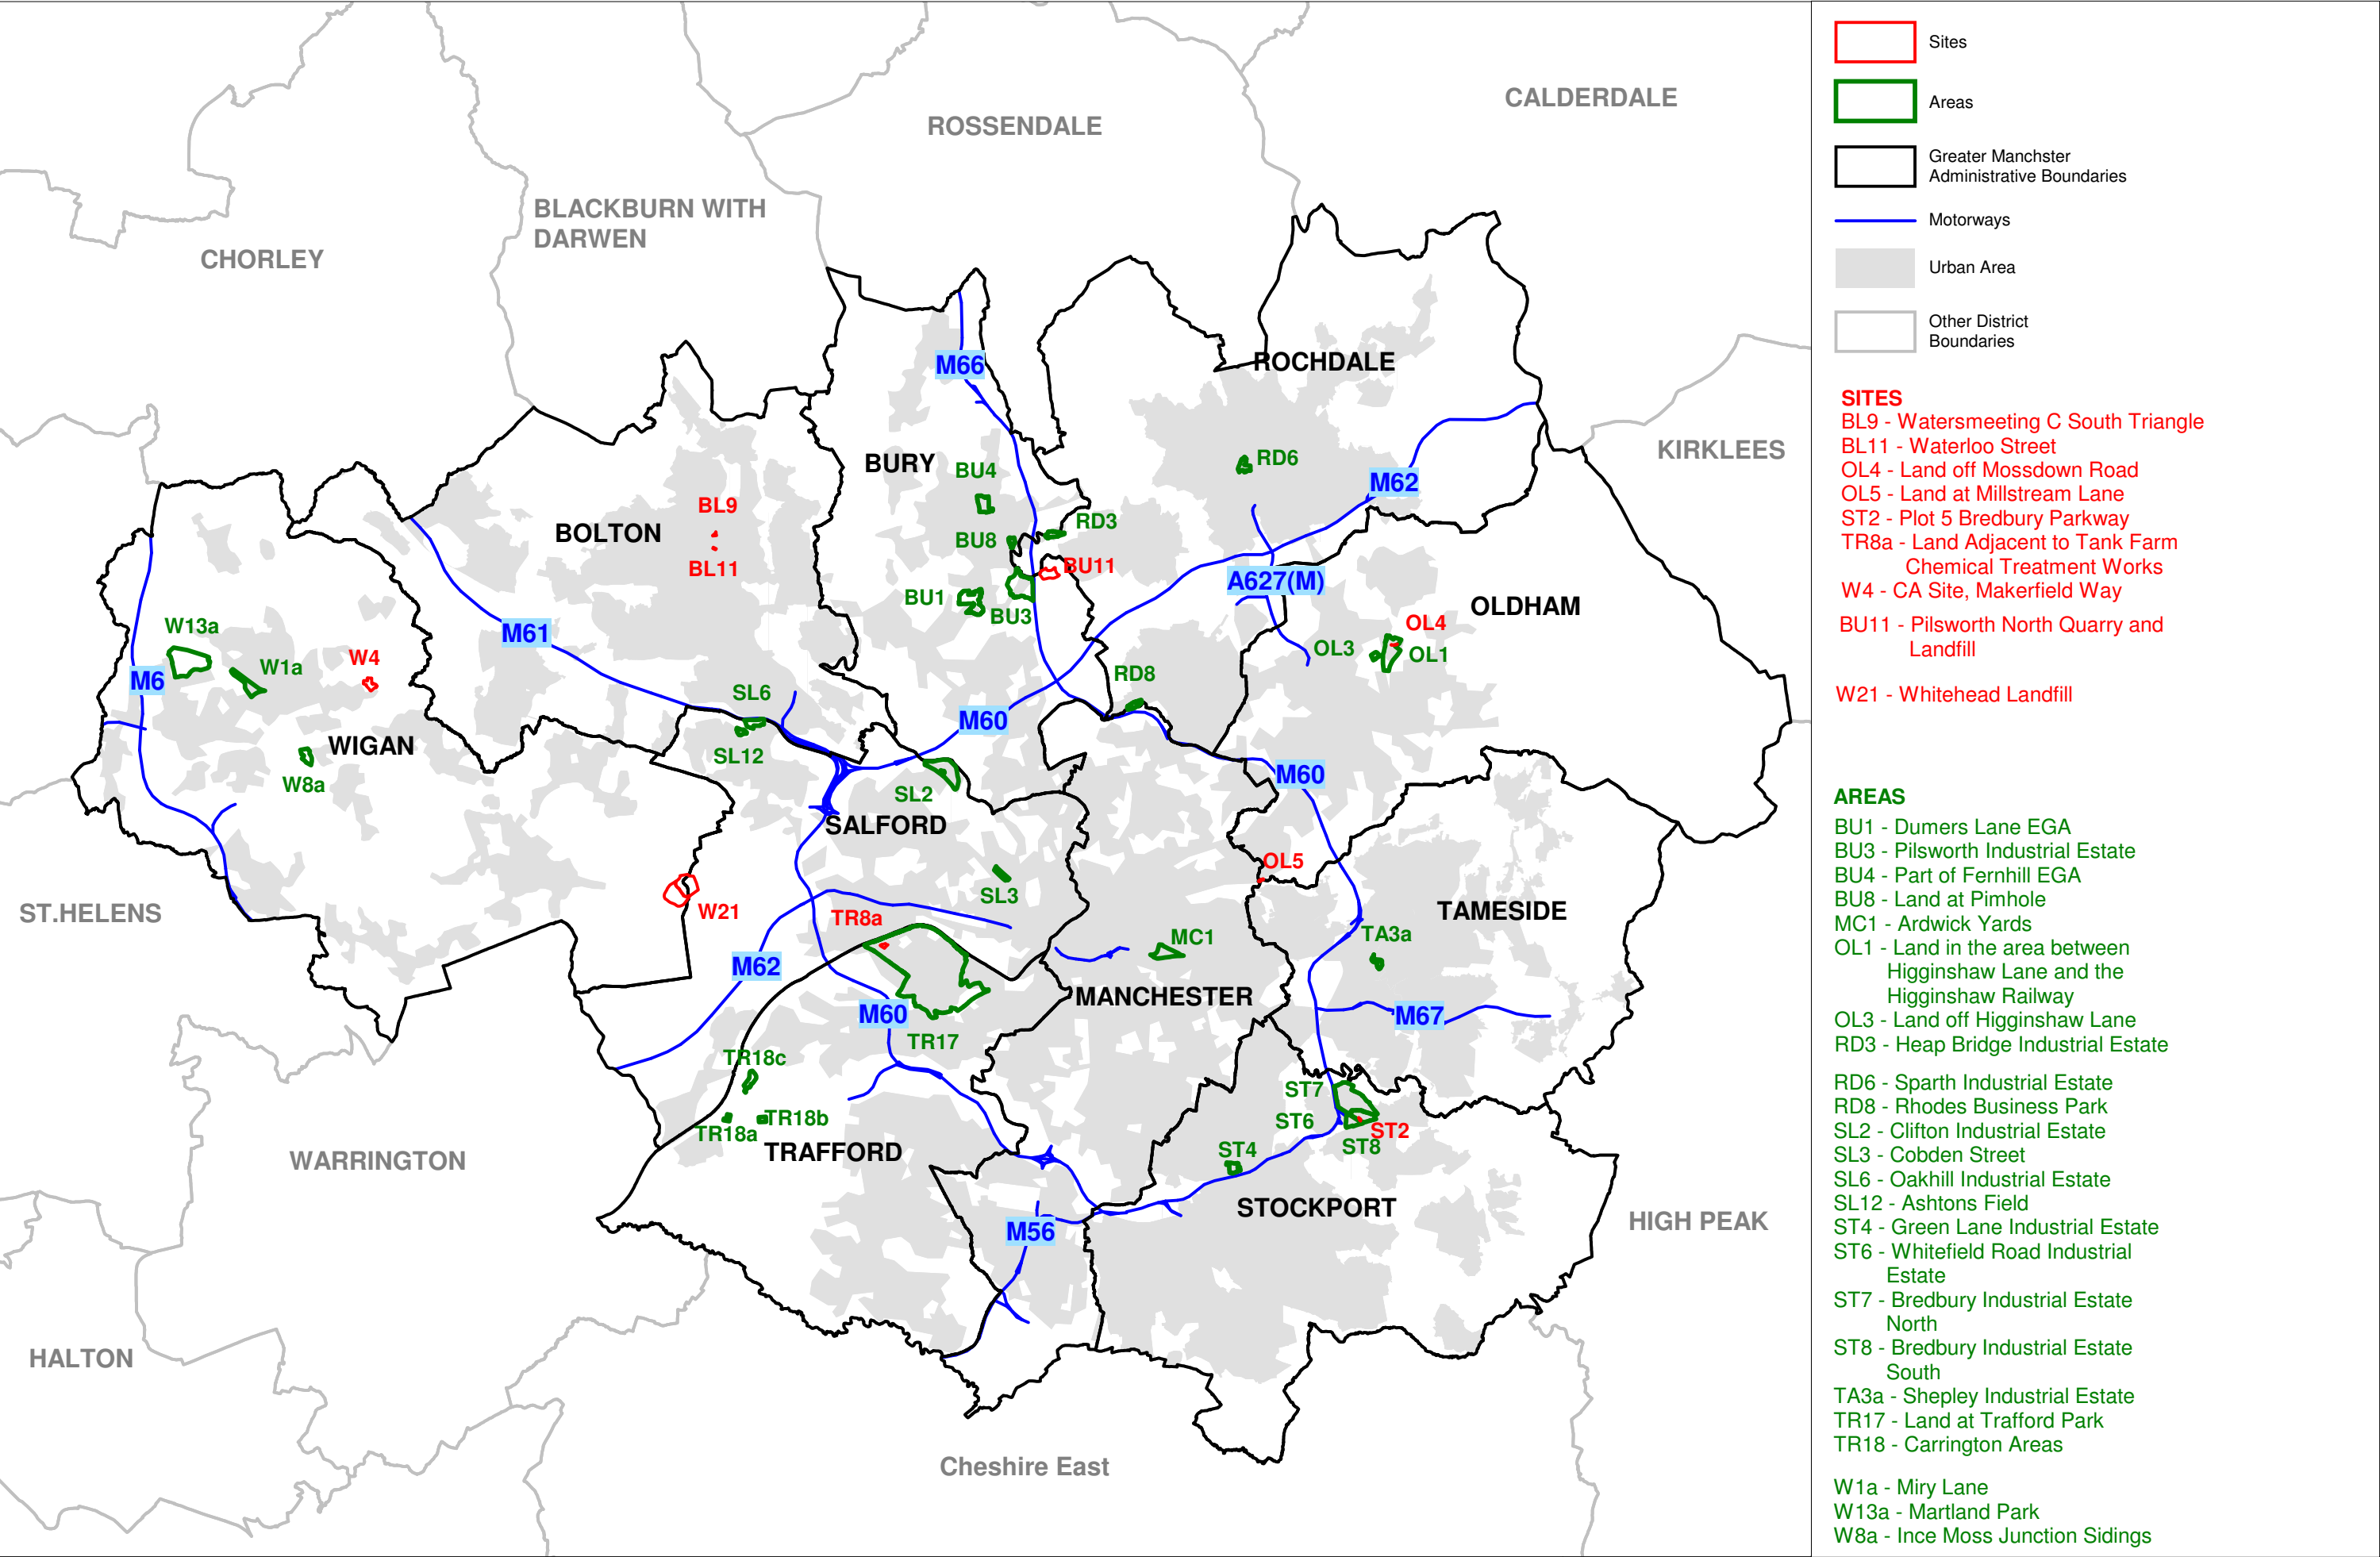 CALDERDALE
ROSSENDALE
BLACKBURN WITH
DARWEN
CHORLEY
ROCHDALE
M66
KIRKLEES
BURY
RD6
BU4
M62
BL9
BOLTON
RD3
BU8
BL11
BU11
A627(M)
BU1
OLDHAM
BU3
OL4
W13a
M61
OL3
OL1
W4
W1a
M6
RD8
SL6
M60
WIGAN
SL12
M60
W8a
SL2
SALFORD
OL5
SL3
ST.HELENS
W21
TR8a
TAMESIDE
TA3a
MC1
M62
MANCHESTER
M60
M67
TR17
TR18c
ST7
TR18b
ST6
TR18a
ST2
ST8
TRAFFORD
ST4
WARRINGTON
STOCKPORT
HIGH PEAK
M56
HALTON
Cheshire East
Sites
Areas
Greater Manchster
Administrative Boundaries
Motorways
Urban Area
Other District
Boundaries
SITES
BL9 - Watersmeeting C South Triangle
BL11 - Waterloo Street
OL4 - Land off Mossdown Road
OL5 - Land at Millstream Lane
ST2 - Plot 5 Bredbury Parkway
TR8a - Land Adjacent to Tank Farm
Chemical Treatment Works
W4 - CA Site, Makerfield Way
BU11 - Pilsworth North Quarry and
Landfill
W21 - Whitehead Landfill
AREAS
BU1 - Dumers Lane EGA
BU3 - Pilsworth Industrial Estate
BU4 - Part of Fernhill EGA
BU8 - Land at Pimhole
MC1 - Ardwick Yards
OL1 - Land in the area between
Higginshaw Lane and the
Higginshaw Railway
OL3 - Land off Higginshaw Lane
RD3 - Heap Bridge Industrial Estate
RD6 - Sparth Industrial Estate
RD8 - Rhodes Business Park
SL2 - Clifton Industrial Estate
SL3 - Cobden Street
SL6 - Oakhill Industrial Estate
SL12 - Ashtons Field
ST4 - Green Lane Industrial Estate
ST6 - Whitefield Road Industrial
Estate
ST7 - Bredbury Industrial Estate
North
ST8 - Bredbury Industrial Estate
South
TA3a - Shepley Industrial Estate
TR17 - Land at Trafford Park
TR18 - Carrington Areas
W1a - Miry Lane
W13a - Martland Park
W8a - Ince Moss Junction Sidings